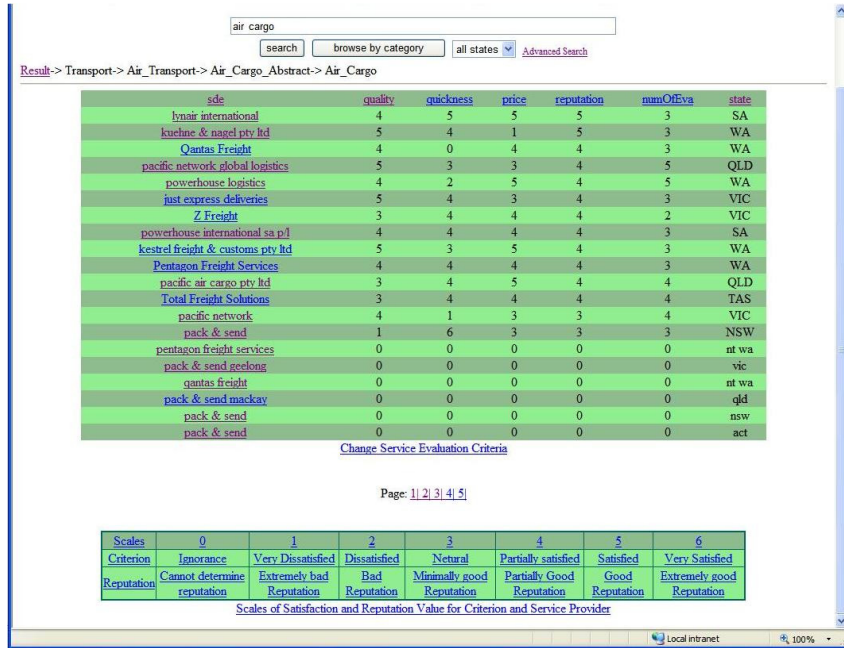 air cargo
search browse by category all states Advanced Search
Result-> Transport-> Air_Transport-> Air_Cargo_Abstract-> Air_Cargo
sde quality quickness price reputation numOfEva state
lynair international 4 5 5 5 3 SA
kuehne & nagel pty ltd 5 4 1 5 3 WA
Qantas Freight 4 0 4 4 3 WA
pacific network global logistics 5 3 3 4 5 QLD
powerhouse logistics 4 2 5 4 5 WA
just express deliveries 5 4 3 4 3 VIC
Z Freight 3 4 4 4 2 VIC
powerhouse international sa p/l 4 4 4 4 3 SA
kestrel freight & customs pty ltd 5 3 5 4 3 WA
Pentagon Freight Services 4 4 4 4 3 WA
pacific air cargo pty ltd 3 4 5 4 4 QLD
Total Freight Solutions 3 4 4 4 4 TAS
pacific network 4 1 3 3 4 VIC
pack & send 1 6 3 3 3 NSW
pentagon freight services 0 0 0 0 0 nt wa
pack & send geelong 0 0 0 0 0 vic
qantas freight 0 0 0 0 0 nt wa
pack & send mackay 0 0 0 0 0 qld
pack & send 0 0 0 0 0 nsw
pack & send 0 0 0 0 0 act
Change Service Evaluation Criteria
Page: 1| 2| 3| 4| 5|
Scales 0 1 2 3 4 5 6
Criterion Ignorance Very Dissatisfied Dissatisfied Netural Partially satisfied Satisfied Very Satisfied
Reputation Cannot determine reputation Extremely bad Reputation Bad Reputation Minimally good Reputation Partially Good Reputation Good Reputation Extremely good Reputation
Scales of Satisfaction and Reputation Value for Criterion and Service Provider
Local intranet 100%